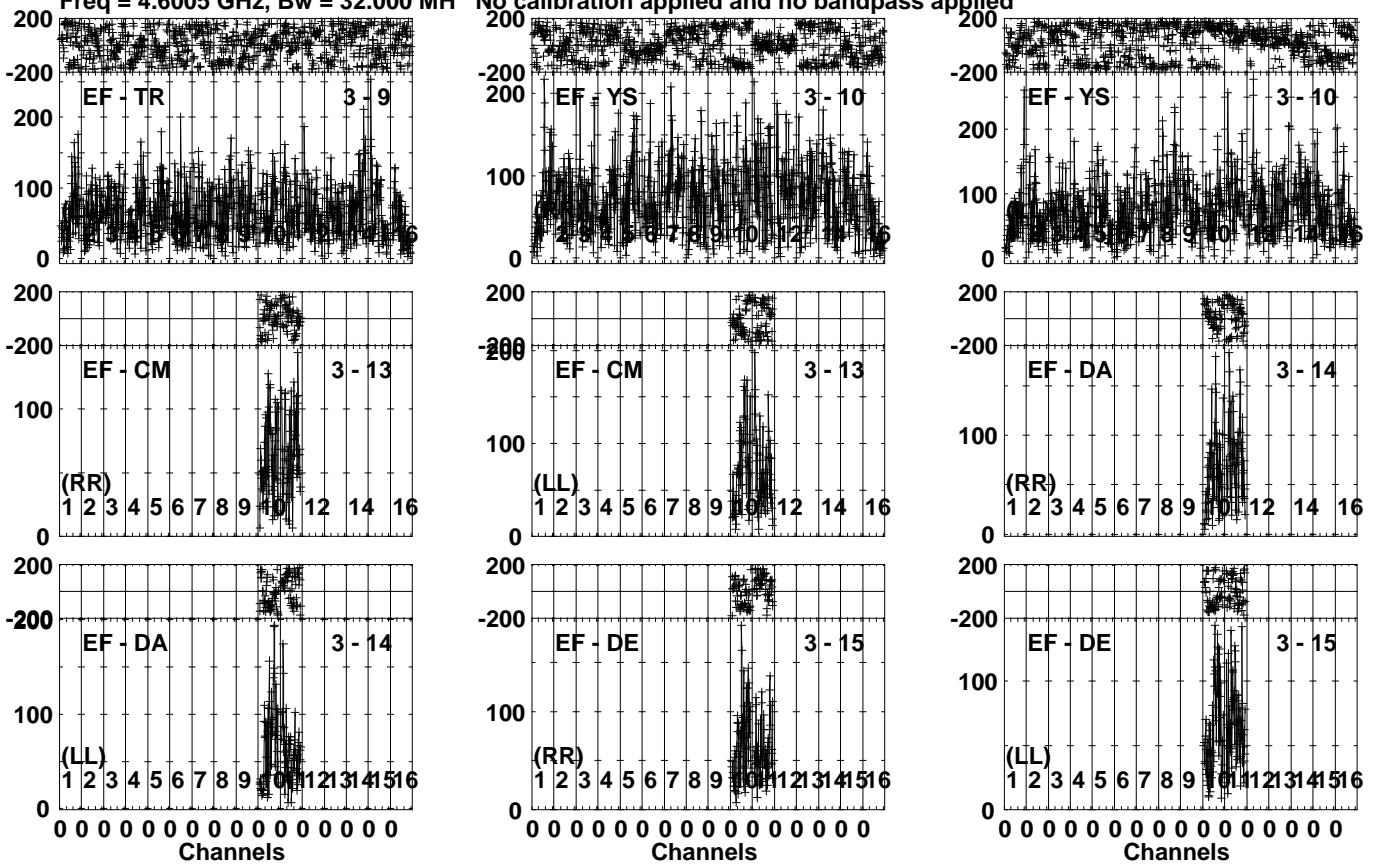 Freq = 4.6005 GHz, Bw = 32.000 MH No calibration applied and no bandpass applied
200 200 200
-200 -200 -200
EF - TR 3 - 9 EF - YS 3 - 10 EF - YS 3 - 10
200 200 200
100 100 100
0 0 0
200 200 200
-200 -200 -200
200
EF - CM 3 - 13 EF - CM 3 - 13 EF - DA 3 - 14
100 100 100
(RR) (LL) (RR)
1 2 3 4 5 6 7 8 9 10 12 14 16 1 2 3 4 5 6 7 8 9 10 12 14 16 1 2 3 4 5 6 7 8 9 10 12 14 16
0 0 0
200 200 200
-200 -200 -200
200
EF - DA 3 - 14 EF - DE 3 - 15 EF - DE 3 - 15
100 100 100
(LL) (RR) (LL)
1 2 3 4 5 6 7 8 9 10 11 12 13 14 15 16 1 2 3 4 5 6 7 8 9 10 11 12 13 14 15 16 1 2 3 4 5 6 7 8 9 10 11 12 13 14 15 16
0 0 0
0 0 0 0 0 0 0 0 0 0 0 0 0 0 0 0 0 0 0 0 0 0 0 0 0 0 0 0 0 0 0 0 0 0 0 0 0 0 0 0 0 0 0 0 0 0 0 0
Channels Channels Channels